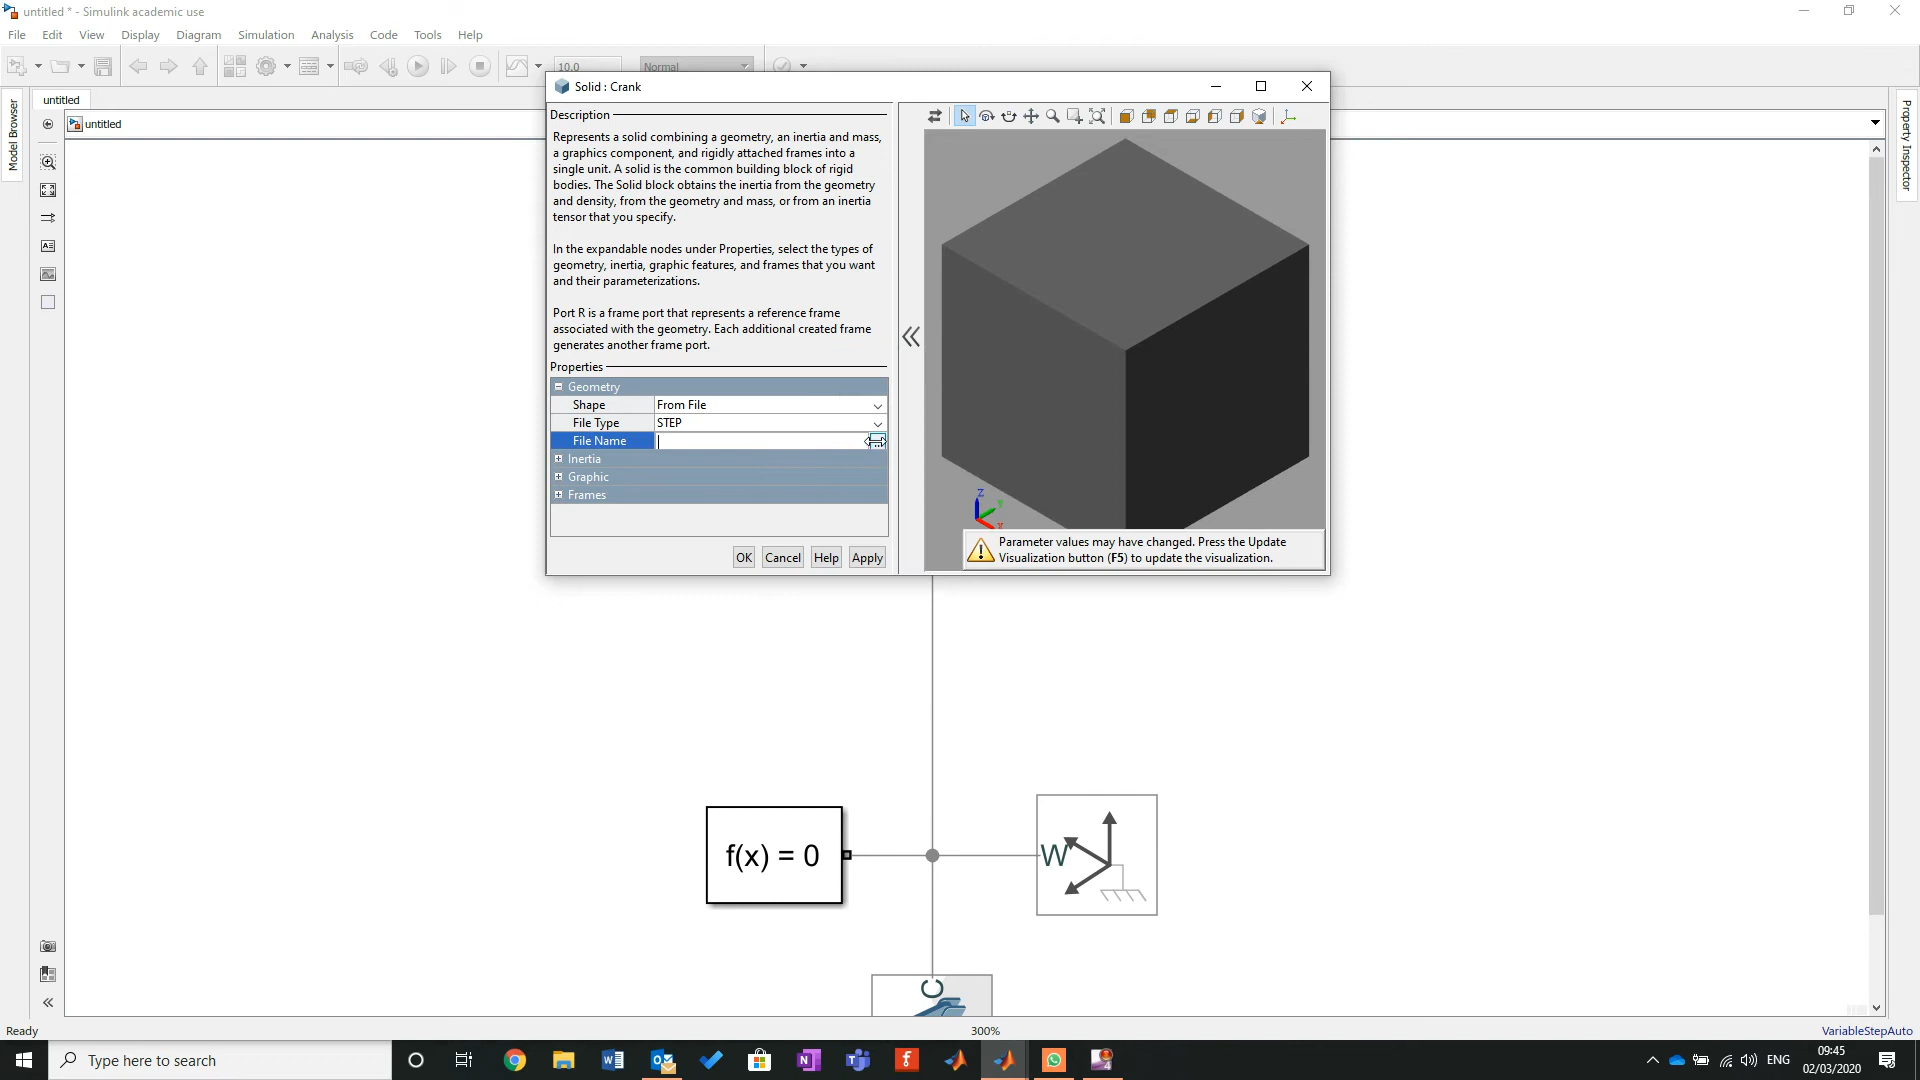 untitled * - Simulink academic use
File Edit View Display Diagram Simulation Analysis Code Tools Help
10.0 Normal
Solid : Crank
untitled
untitled
Model Browser
Property Inspector
Description
Represents a solid combining a geometry, an inertia and mass,
a graphics component, and rigidly attached frames into a
single unit. A solid is the common building block of rigid
bodies. The Solid block obtains the inertia from the geometry
and density, from the geometry and mass, or from an inertia
tensor that you specify.
In the expandable nodes under Properties, select the types of
geometry, inertia, graphic features, and frames that you want
and their parameterizations.
Port R is a frame port that represents a reference frame
associated with the geometry. Each additional created frame
generates another frame port.
Properties
Geometry
Shape From File
File Type STEP
File Name
Inertia
Graphic
Frames
OK Cancel Help Apply
Z
Y
X
Parameter values may have changed. Press the Update
Visualization button (F5) to update the visualization.
f(x) = 0
W
C
Ready 300% VariableStepAuto
Type here to search
ENG
09:45
02/03/2020